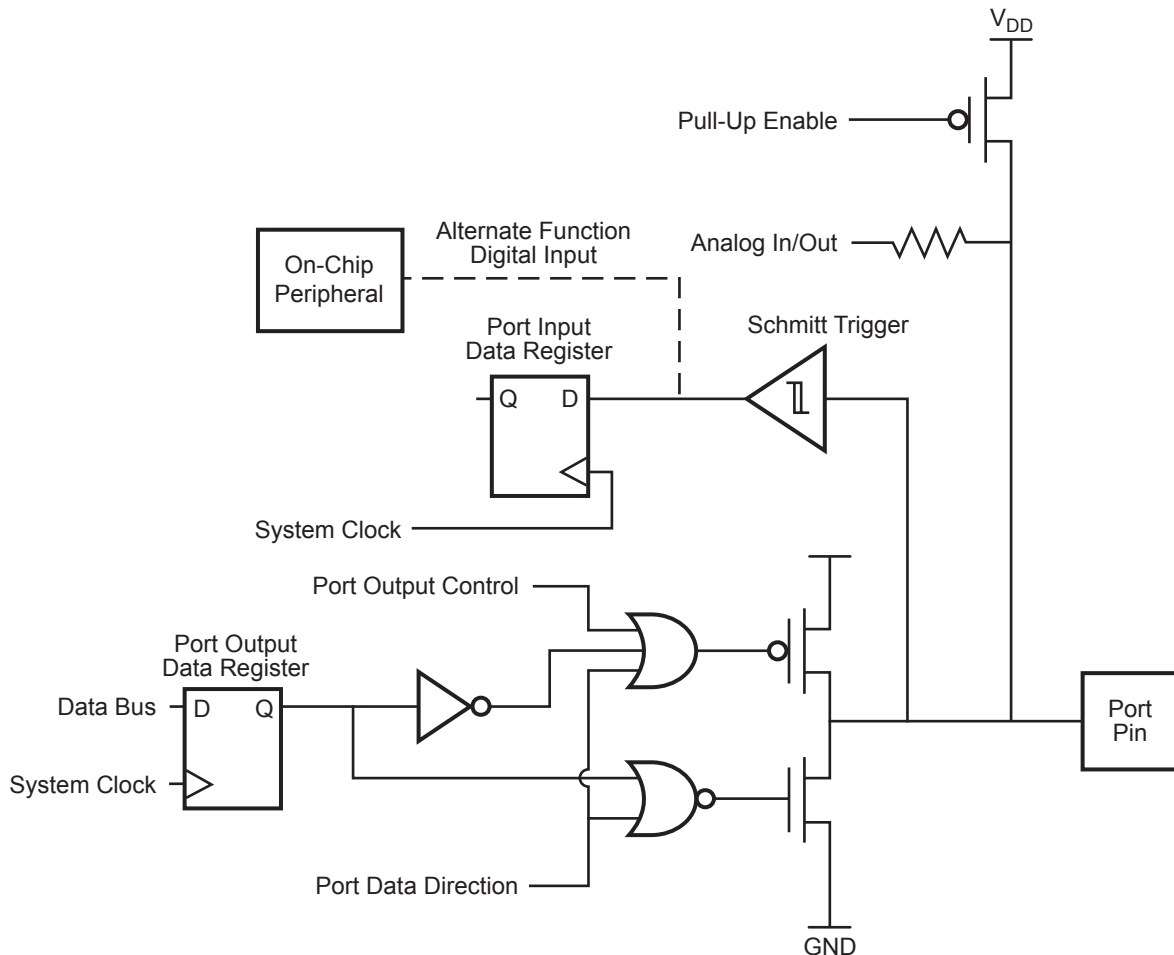 VDD
Pull-Up Enable
Alternate Function
Digital Input
On-Chip
Peripheral
Analog In/Out
Port Input
Data Register
Schmitt Trigger
Q D
System Clock
Port Output Control
Port Output
Data Register
Data Bus
D Q
System Clock
Port
Pin
Port Data Direction
GND